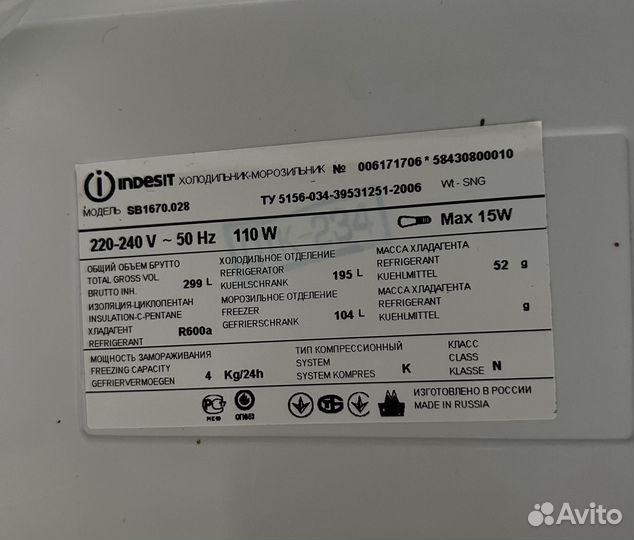 INDESIT ХОЛОДИЛЬНИК-МОРОЗИЛЬНИК № 006171706 * 58430800010
МОДЕЛЬ SB1670.028 ТУ 5156-034-39531251-2006 Wt - SNG
220-240 V ~ 50 Hz 110 W Max 15W
ОБЩИЙ ОБЪЕМ БРУТТО
TOTAL GROSS VOL.
BRUTTO INH. 299 L
ИЗОЛЯЦИЯ-ЦИКЛОПЕНТАН
INSULATION-C-PENTANE
ХЛАДАГЕНТ
REFRIGERANT R600a
ХОЛОДИЛЬНОЕ ОТДЕЛЕНИЕ
REFRIGERATOR
KUEHLSCHRANK 195 L
МОРОЗИЛЬНОЕ ОТДЕЛЕНИЕ
FREEZER
GEFRIERSCHRANK 104 L
МАССА ХЛАДАГЕНТА
REFRIGERANT
KUEHLMITTEL 52 g
МАССА ХЛАДАГЕНТА
REFRIGERANT
KUEHLMITTEL g
МОЩНОСТЬ ЗАМОРАЖИВАНИЯ
FREEZING CAPACITY
GEFRIERVERMOEGEN 4 Kg/24h
ТИП КОМПРЕССИОННЫЙ
SYSTEM
SYSTEM KOMPRES K
КЛАСС
CLASS
KLASSE N
ИЗГОТОВЛЕНО В РОССИИ
MADE IN RUSSIA
Avito